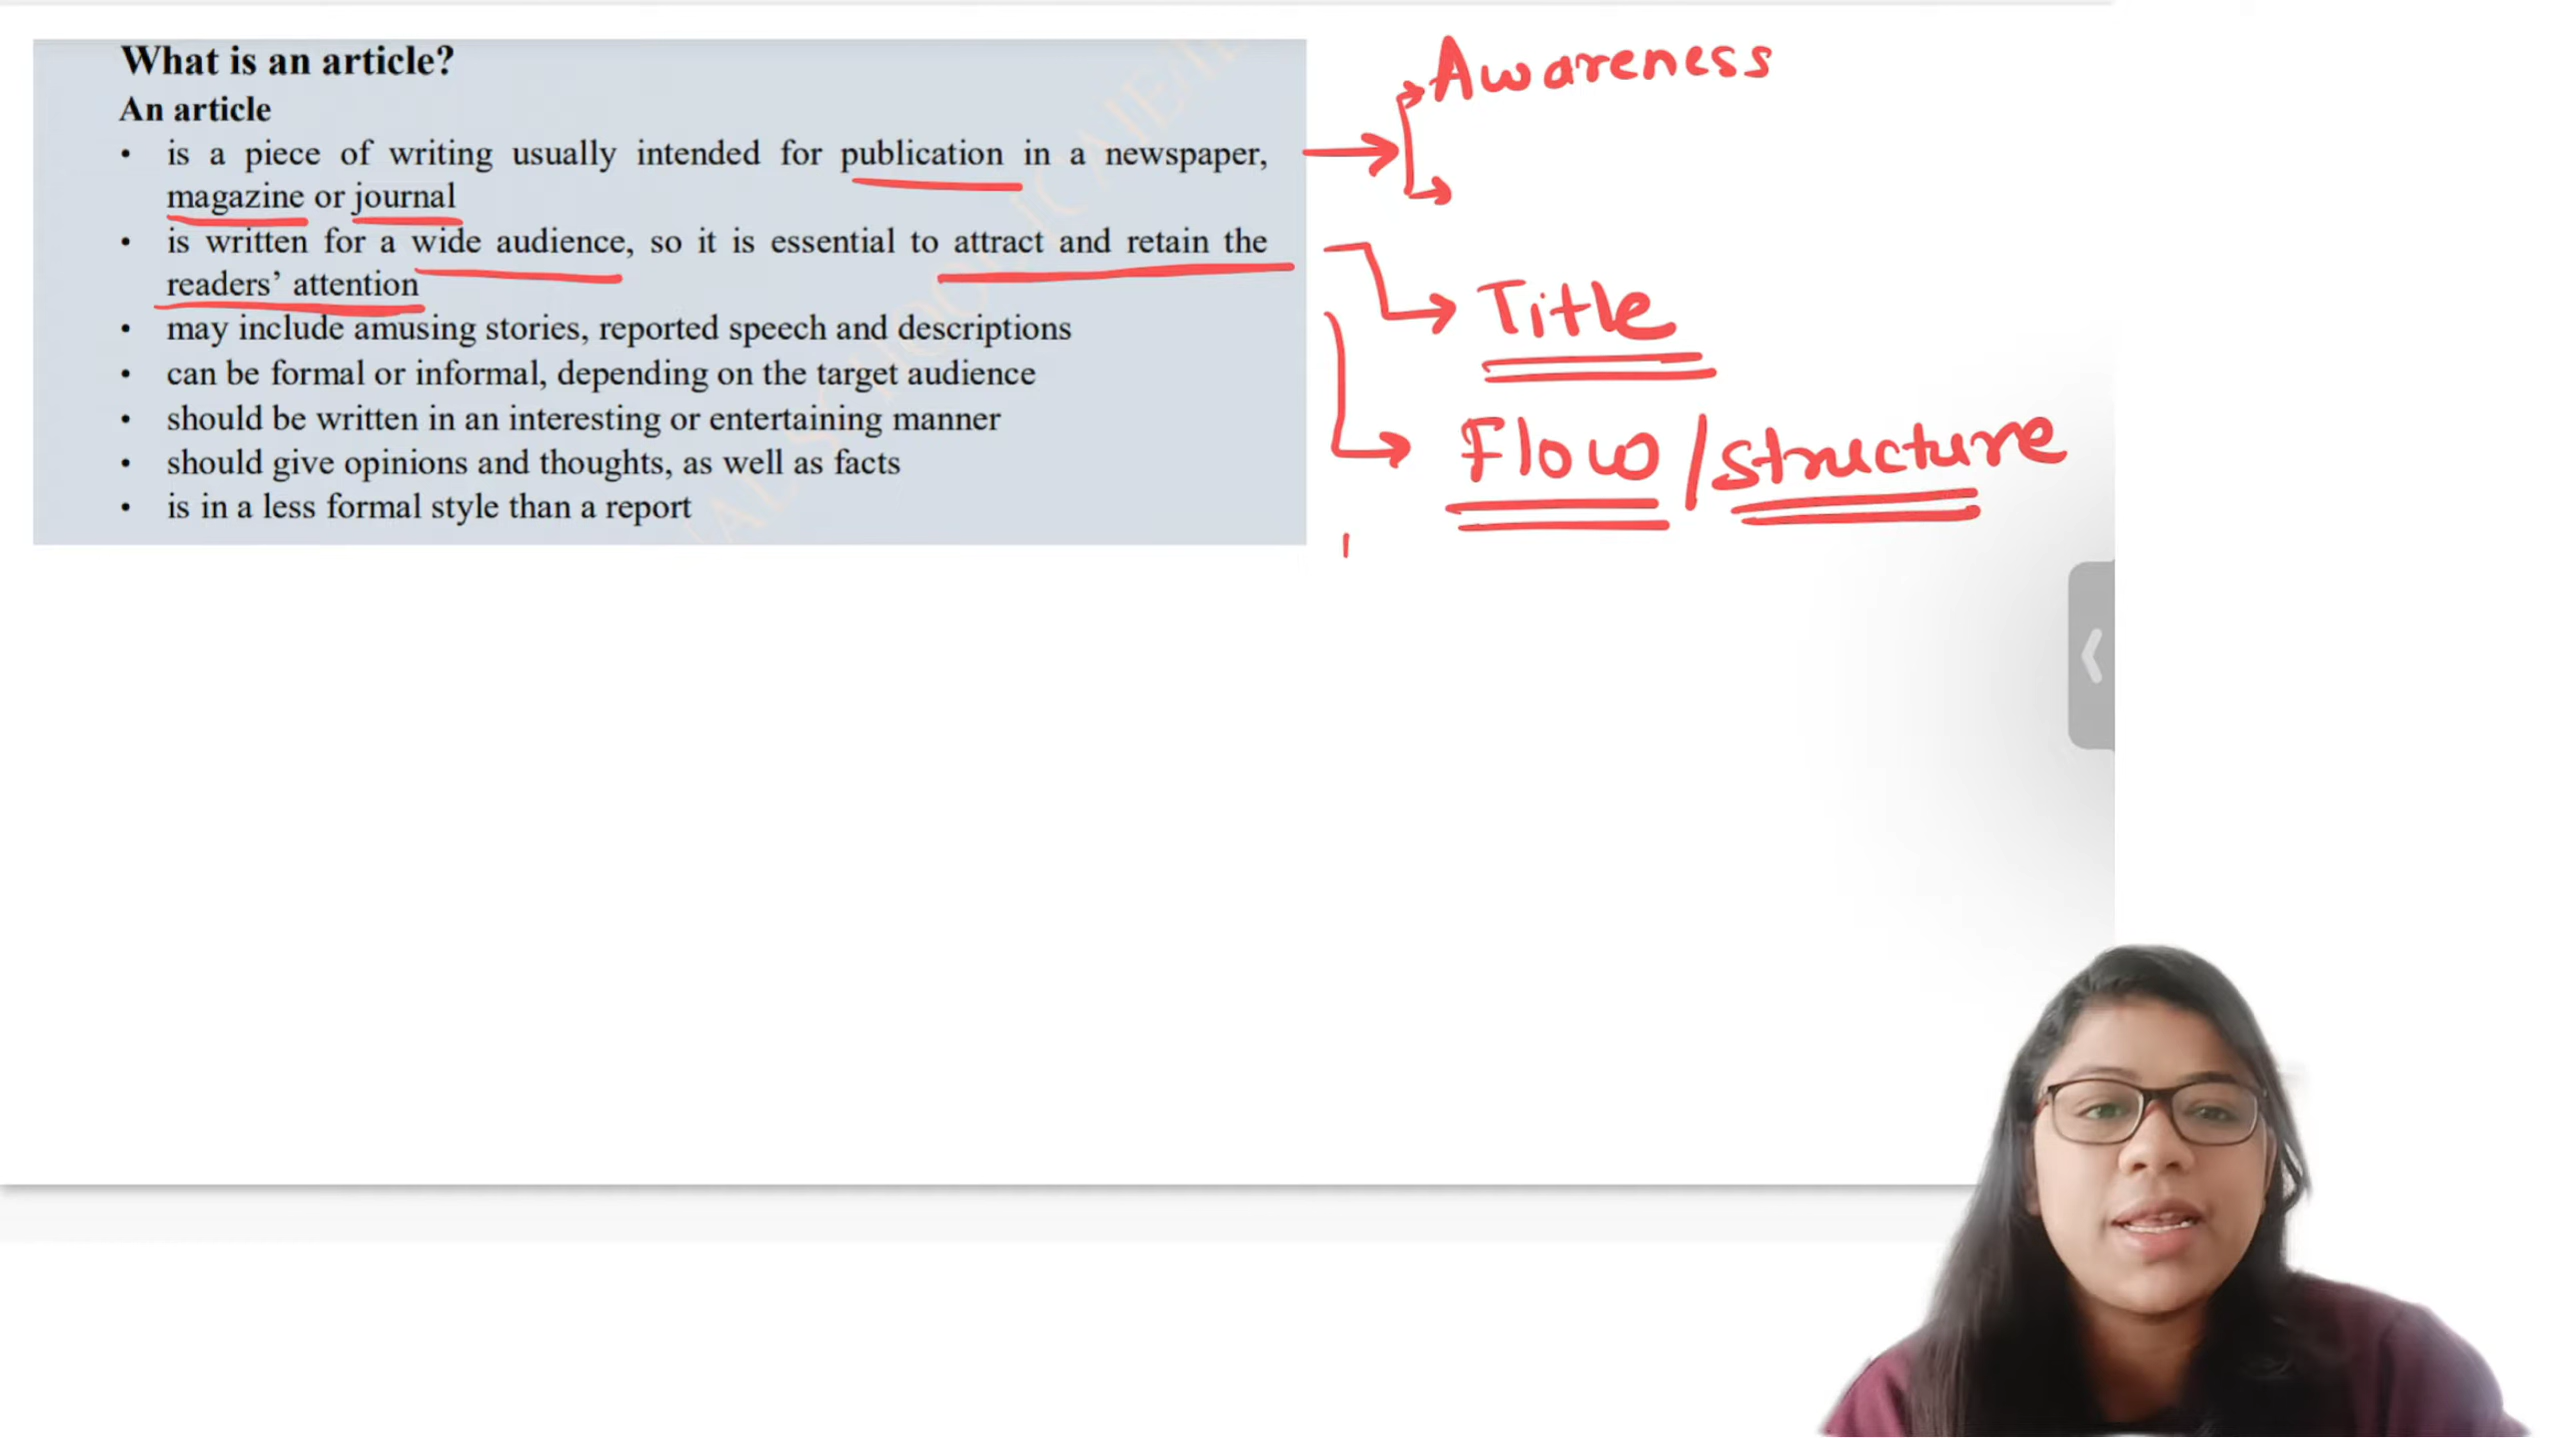 What is an article?
An article
• is a piece of writing usually intended for publication in a newspaper,
magazine or journal
• is written for a wide audience, so it is essential to attract and retain the
readers' attention
• may include amusing stories, reported speech and descriptions
• can be formal or informal, depending on the target audience
• should be written in an interesting or entertaining manner
• should give opinions and thoughts, as well as facts
• is in a less formal style than a report
Awareness
Title
Flow / structure